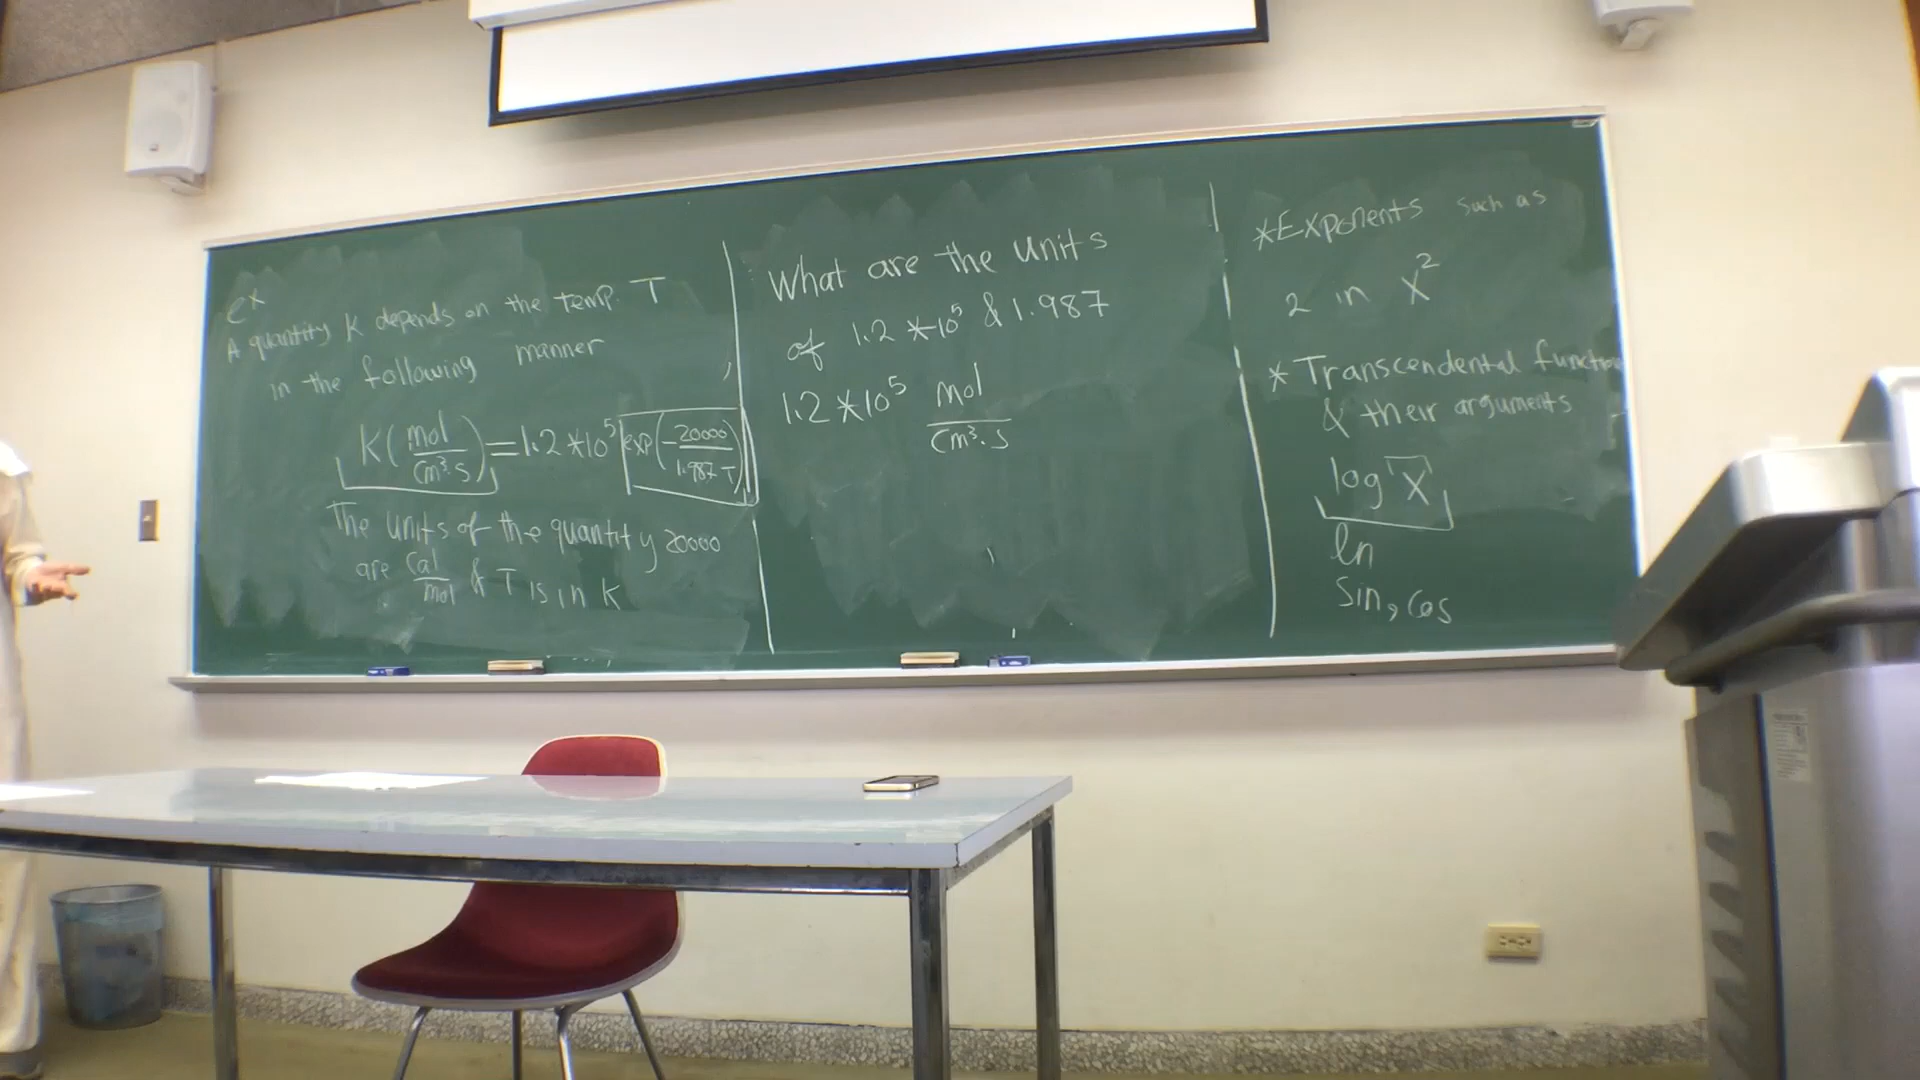 ex
A quantity K depends on the temp. T
in the following manner
K(mol/cm³.s) = 1.2*10⁵ exp(-20000/1.987 T)
The units of the quantity 20000
are Cal/mol & T is in K
What are the units
of 1.2*10⁵ & 1.987
1.2*10⁵ mol/cm³.s
*Exponents such as
2 in X²
* Transcendental function
& their arguments
log X
ln
Sin, Cos